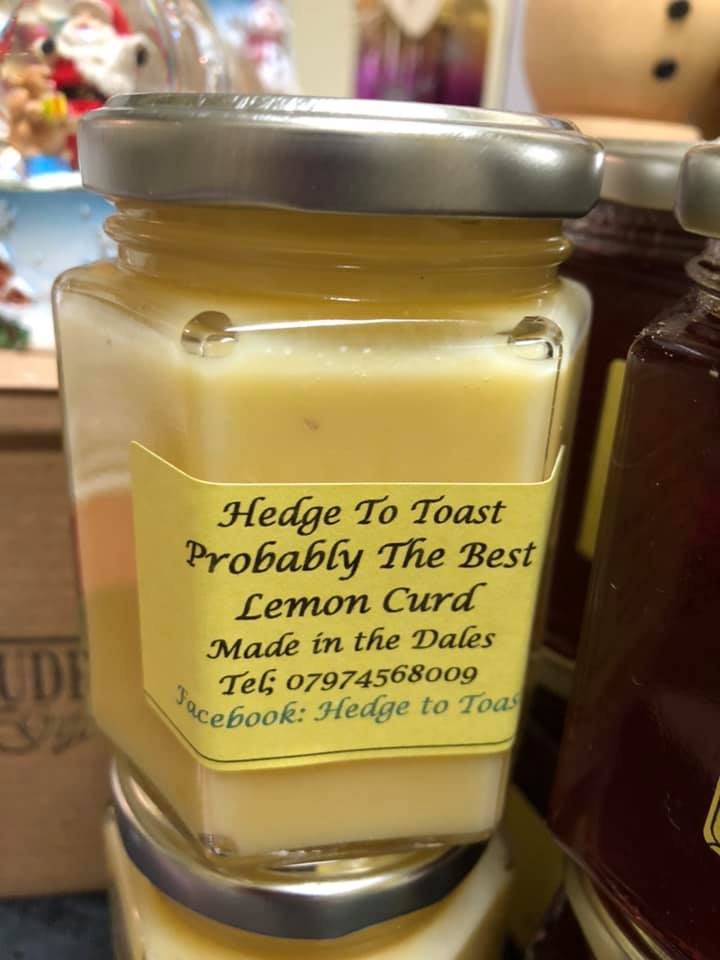 Hedge To Toast
Probably The Best
Lemon Curd
Made in the Dales
Tel; 07974568009
Facebook: Hedge to Toas